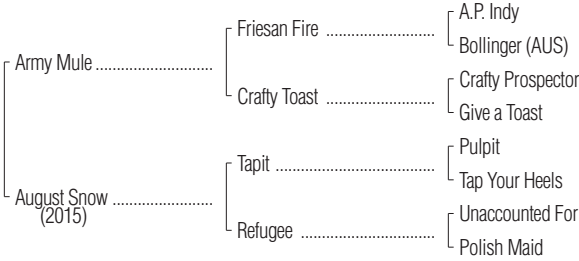 A.P. Indy
Friesan Fire ........................
Bollinger (AUS)
Army Mule ..........................
Crafty Prospector
Crafty Toast ........................
Give a Toast
Pulpit
Tapit ....................................
Tap Your Heels
August Snow ......................
(2015)
Unaccounted For
Refugee ..............................
Polish Maid